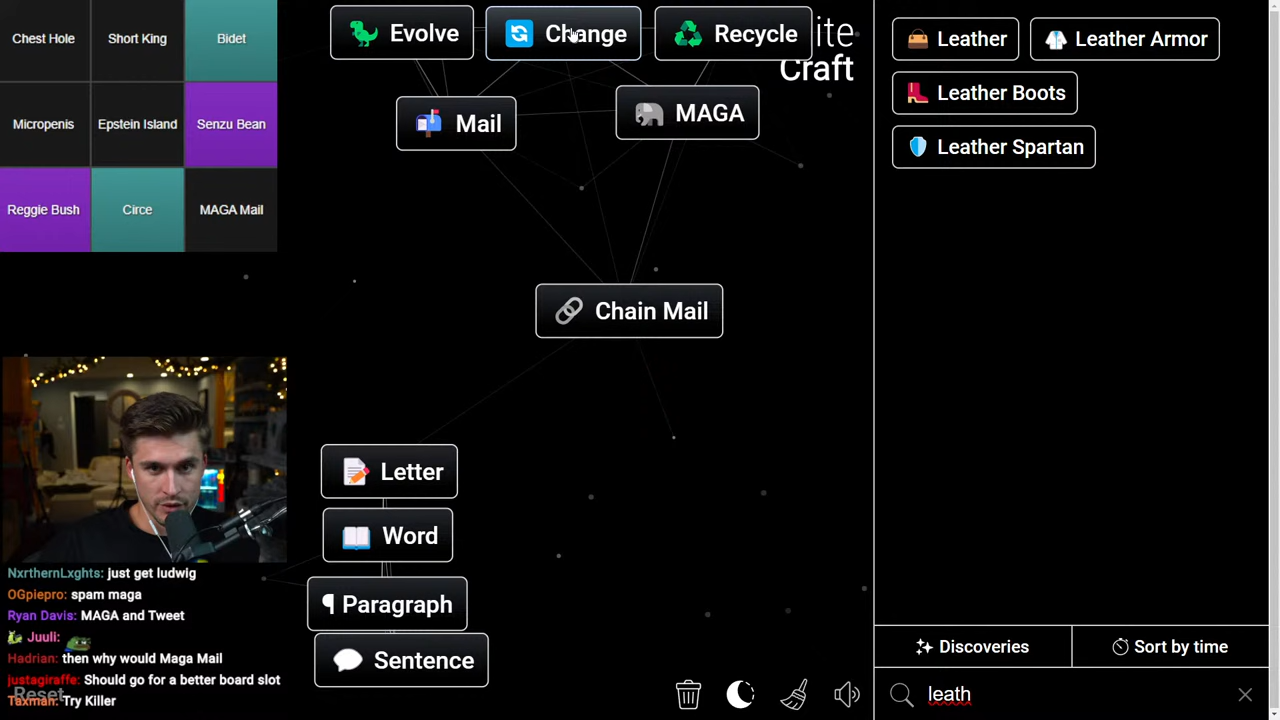 Chest Hole
Short King
Bidet
Micropenis
Epstein Island
Senzu Bean
Reggie Bush
Circe
MAGA Mail
Evolve
Change
Recycle
ite
Craft
Mail
MAGA
Chain Mail
Letter
Word
¶ Paragraph
Sentence
Leather
Leather Armor
Leather Boots
Leather Spartan
Discoveries
Sort by time
leath
NxrthernLxghts: just get ludwig
OGpiepro: spam maga
Ryan Davis: MAGA and Tweet
Juuli:
Hadrian: then why would Maga Mail
justagiraffe: Should go for a better board slot
Taxman: Try Killer
Reset